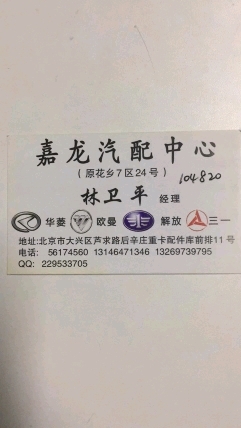 嘉龙汽配中心
（原花乡7区24号）
104820
林卫平 经理
华菱 欧曼 解放 三一
地址:北京市大兴区芦求路后辛庄重卡配件库前排11号
电话: 56174560 13146471346 13269739795
QQ: 229533705